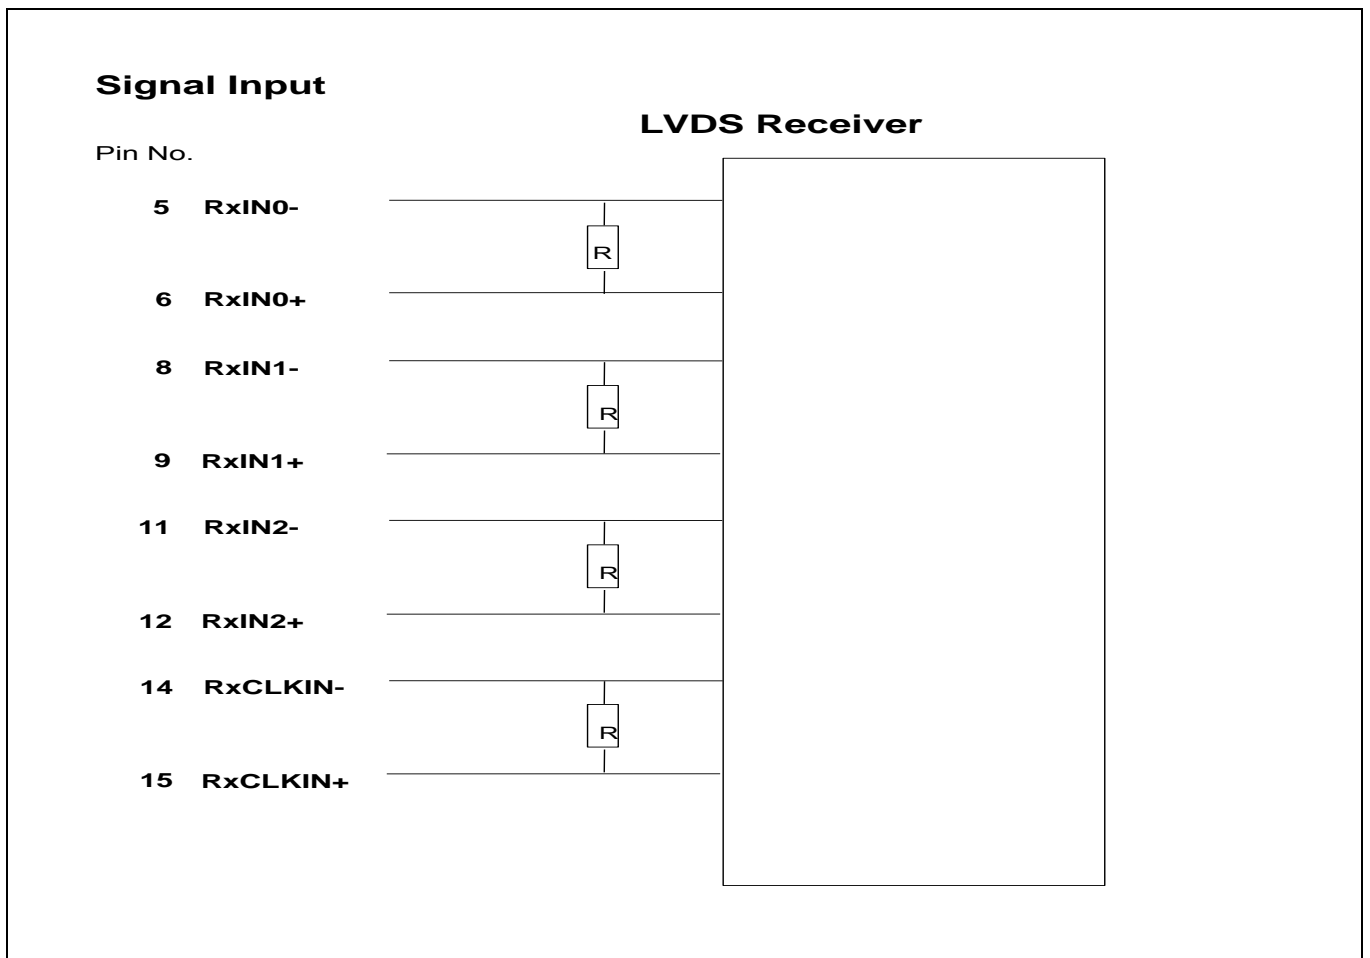 Signal Input
LVDS Receiver
Pin No.
5 RxIN0-
R
6 RxIN0+
8 RxIN1-
R
9 RxIN1+
11 RxIN2-
R
12 RxIN2+
14 RxCLKIN-
R
15 RxCLKIN+